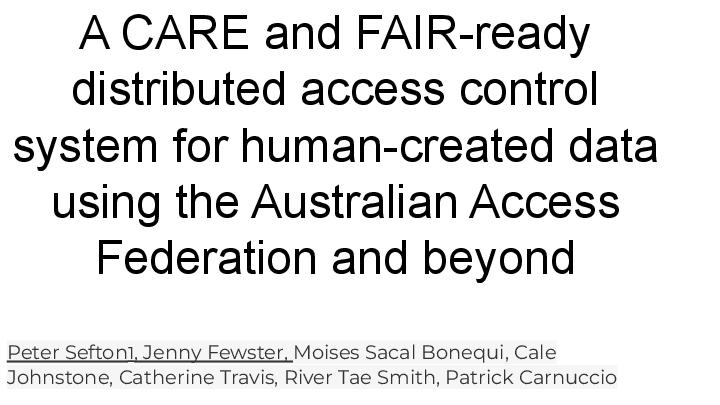 A CARE and FAIR-ready
distributed access control
system for human-created data
using the Australian Access
Federation and beyond
Peter Sefton1, Jenny Fewster, Moises Sacal Bonequi, Cale
Johnstone, Catherine Travis, River Tae Smith, Patrick Carnuccio